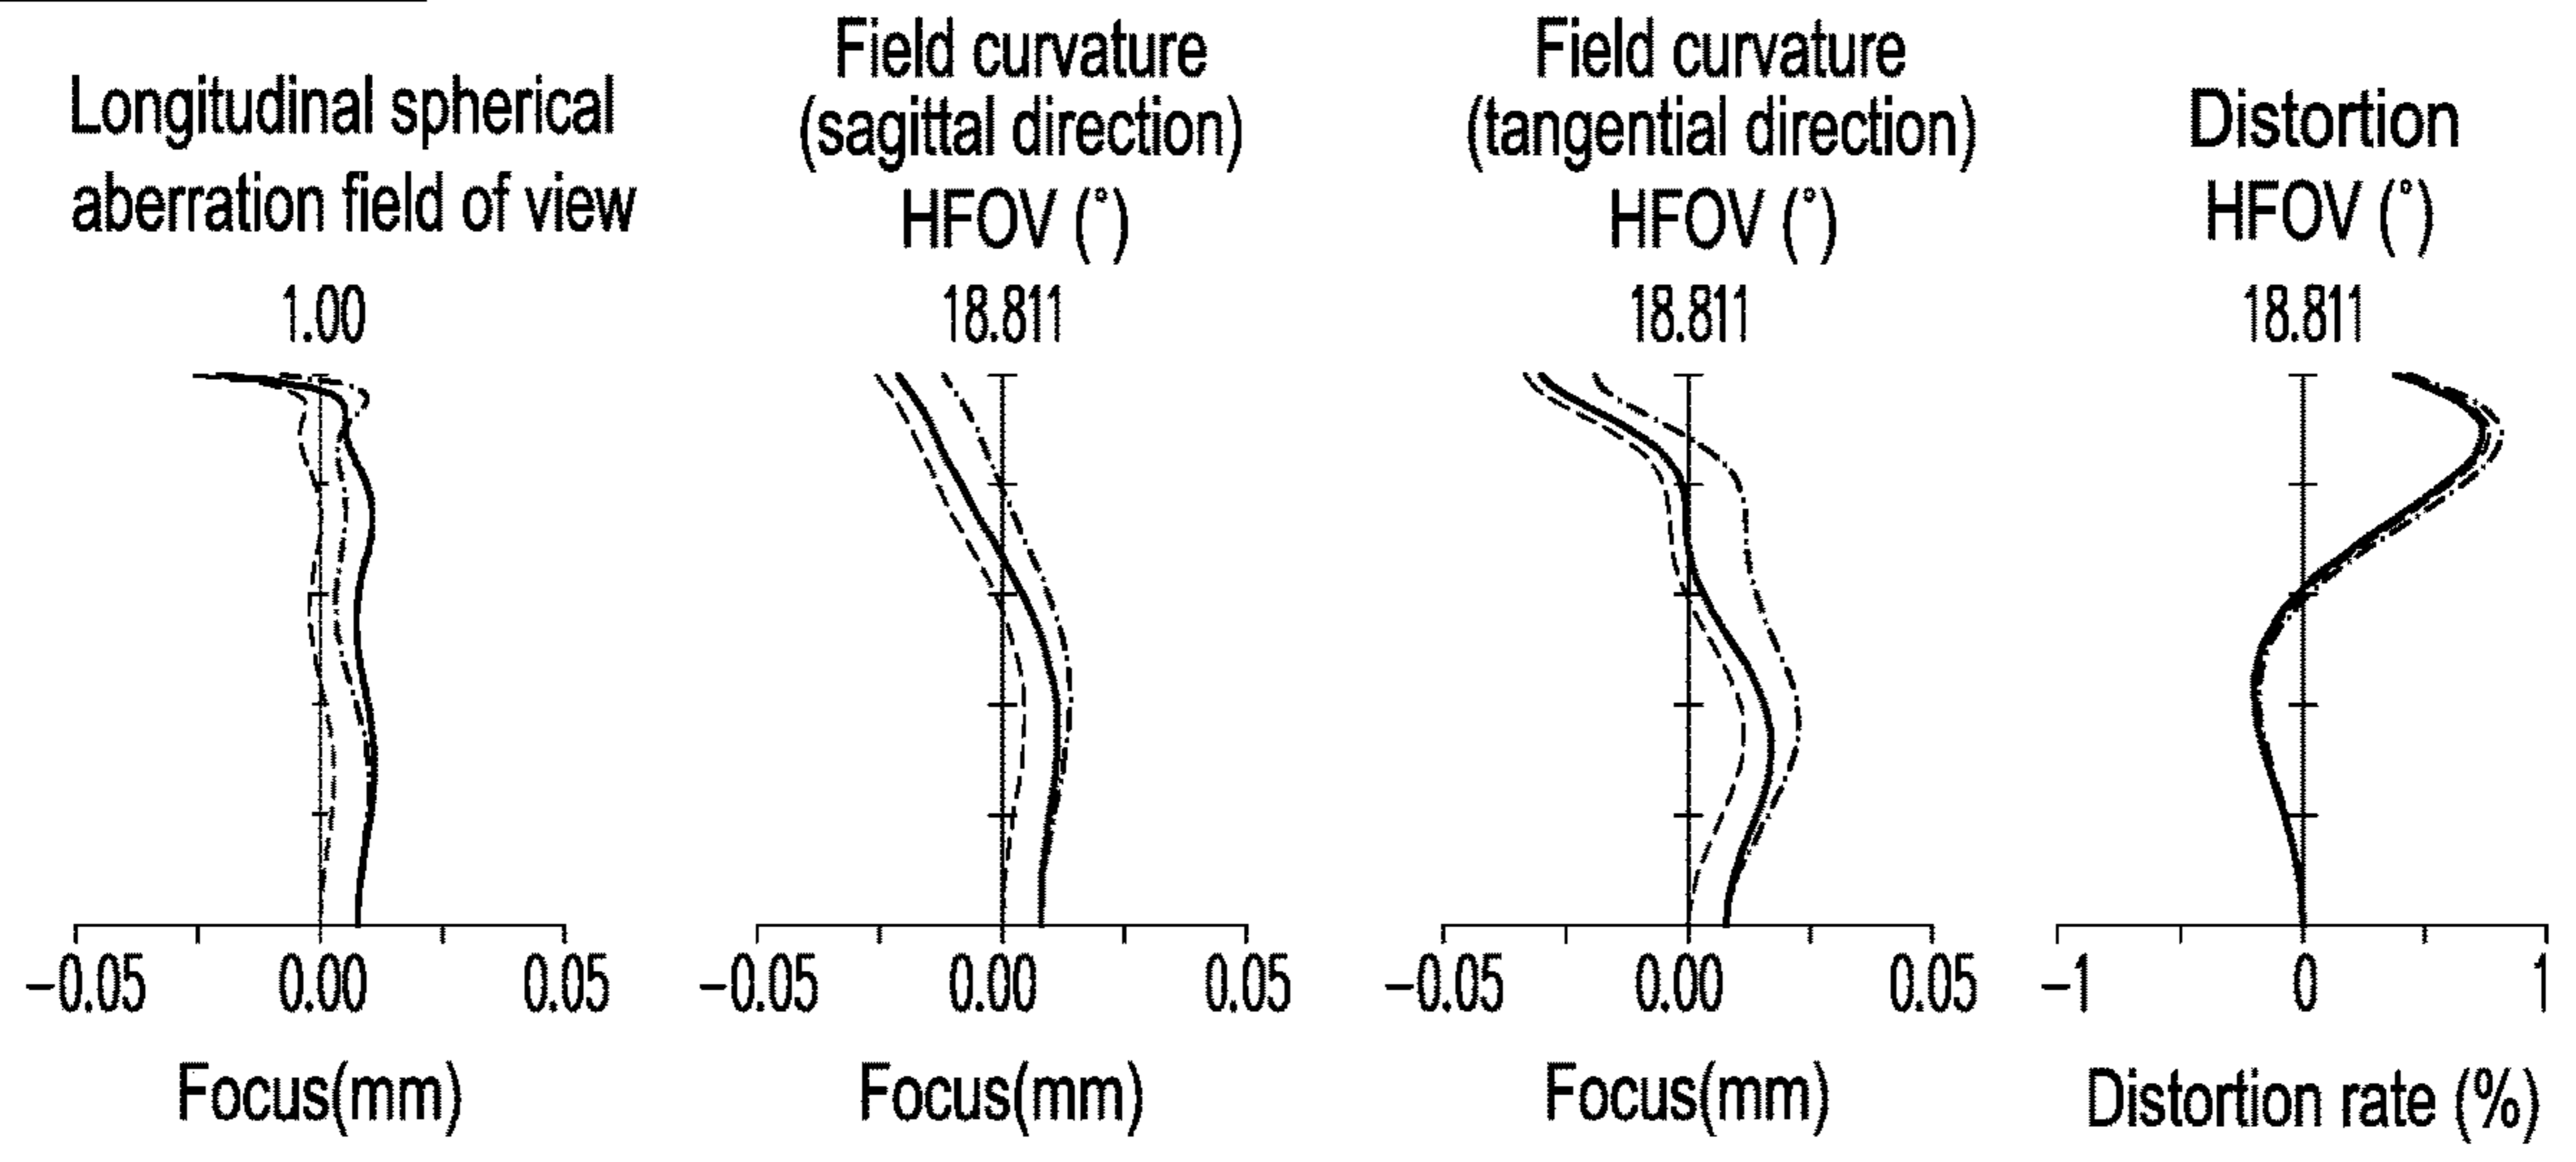 Longitudinal spherical
aberration field of view
1.00
−0.05 0.00 0.05
Focus(mm)
Field curvature
(sagittal direction)
HFOV (°)
18.811
−0.05 0.00 0.05
Focus(mm)
Field curvature
(tangential direction)
HFOV (°)
18.811
−0.05 0.00 0.05
Focus(mm)
Distortion
HFOV (°)
18.811
−1 0 1
Distortion rate (%)